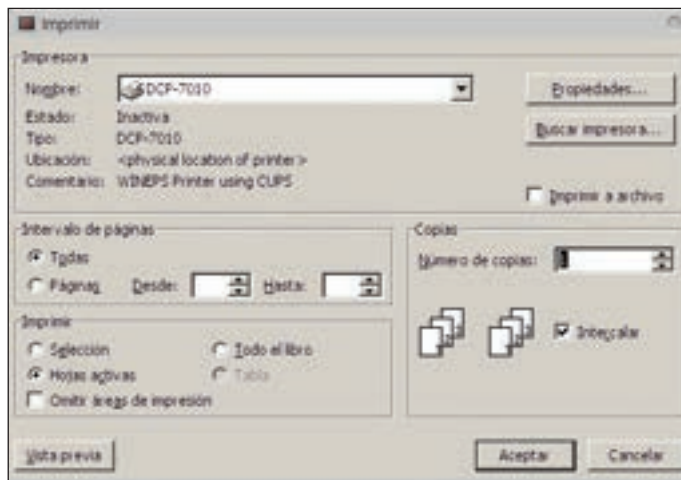 Imprimir
Impresora
Nombre: DCP-7010
Propiedades...
Estado: Inactiva
Buscar impresora...
Tipo: DCP-7010
Ubicación: <physical location of printer>
Comentario: WINEPS Printer using CUPS
Imprimir a archivo
Intervalo de páginas
Todas
Páginas Desde: Hasta:
Copias
Número de copias: 1
Intercalar
Imprimir
Selección Todo el libro
Hojas activas Tabla
Omitir áreas de impresión
Vista previa Aceptar Cancelar